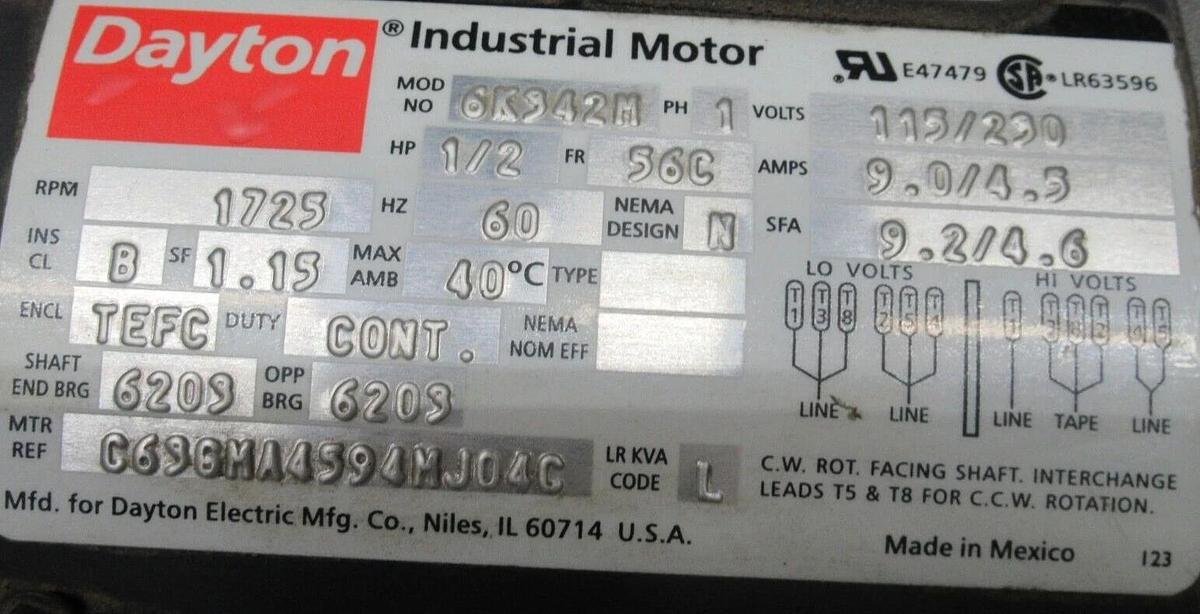 Dayton® Industrial Motor
E47479 LR63596
MOD NO 6K942M PH 1 VOLTS 115/230
HP 1/2 FR 56C AMPS 9.0/4.5
RPM 1725 HZ 60 NEMA DESIGN N SFA 9.2/4.6
INS CL B SF 1.15 MAX AMB 40°C TYPE
ENCL TEFC DUTY CONT. NEMA NOM EFF
SHAFT END BRG 6203 OPP BRG 6203
MTR REF LR KVA CODE L
LO VOLTS HI VOLTS
T1 T3 T8 T2 T5 T4 T1 T2 T8 T3 T4 T5
LINE LINE LINE TAPE LINE
C.W. ROT. FACING SHAFT. INTERCHANGE
LEADS T5 & T8 FOR C.C.W. ROTATION.
Mfd. for Dayton Electric Mfg. Co., Niles, IL 60714 U.S.A.
Made in Mexico 123